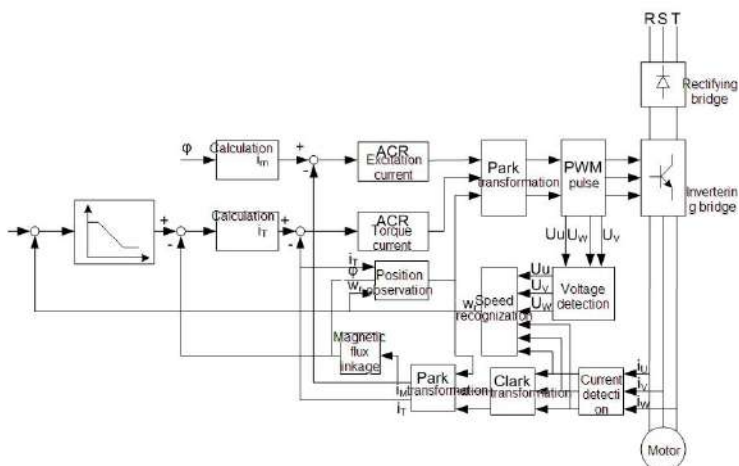 R S T
Rectifying
bridge
φ
Calculation
im
+
-
ACR
Excitation
current
Park
transformation
PWM
pulse
Invertering
g bridge
+
-
Calculation
iT
+
-
ACR
Torque
current
Uu Uw Uv
iT
φ
wr
Position
observation
wr
Speed
recognization
Uu
Uv
Uw
Voltage
detection
Magnetic
flux
linkage
iM
iT
Park
transformation
Clark
transformation
Current
detecti
on
iu
iv
iw
Motor